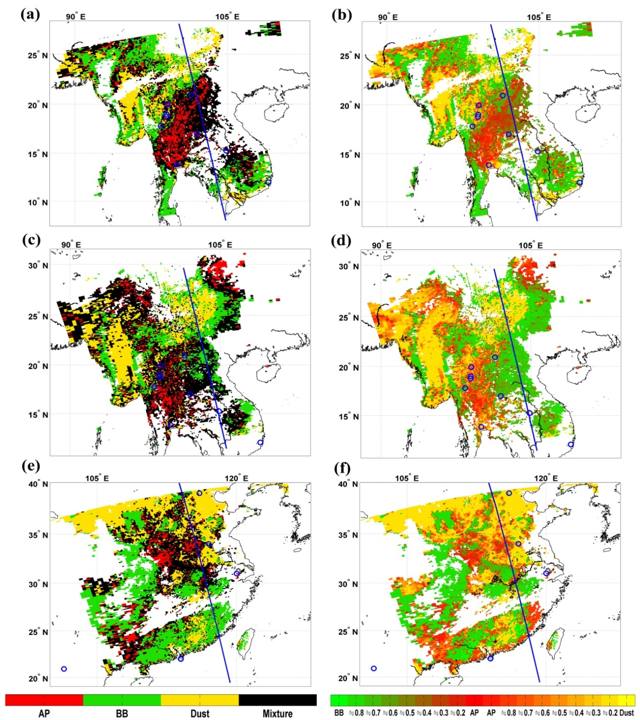 (a) 90° E 105° E
25° N
20° N
15° N
10° N
(b) 90° E 105° E
25° N
20° N
15° N
10° N
(c) 90° E 105° E
30° N
25° N
20° N
15° N
(d) 90° E 105° E
30° N
25° N
20° N
15° N
(e) 105° E 120° E
40° N
35° N
30° N
25° N
20° N
(f) 105° E 120° E
40° N
35° N
30° N
25° N
20° N
AP BB Dust Mixture
BB 0.8 0.7 0.6 0.5 0.4 0.3 0.2 AP AP 0.8 0.7 0.6 0.5 0.4 0.3 0.2 Dust